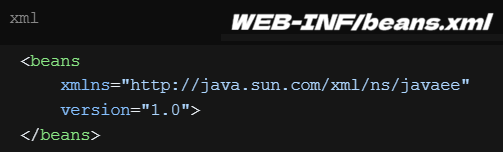 xml
WEB-INF/beans.xml
<beans
    xmlns="http://java.sun.com/xml/ns/javaee"
    version="1.0">
</beans>